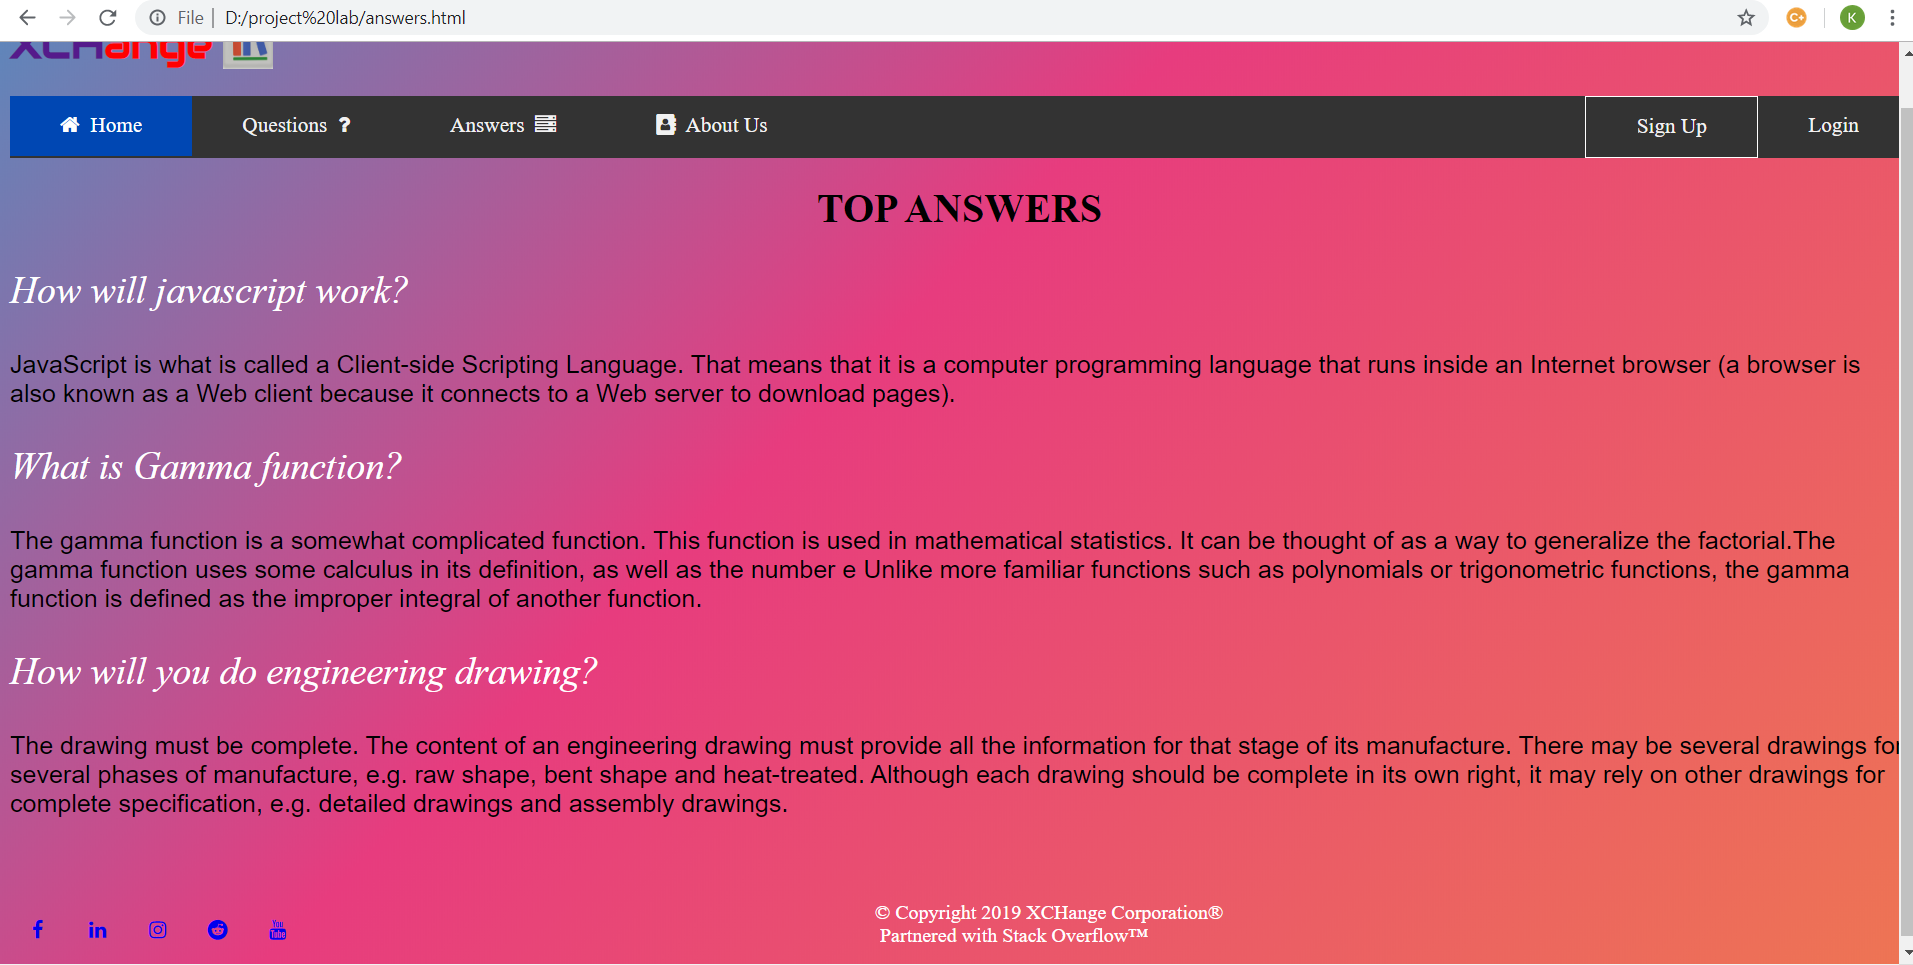 File | D:/project%20lab/answers.html
K
XCHange
Home Questions ? Answers About Us Sign Up Login
TOP ANSWERS
How will javascript work?
JavaScript is what is called a Client-side Scripting Language. That means that it is a computer programming language that runs inside an Internet browser (a browser is
also known as a Web client because it connects to a Web server to download pages).
What is Gamma function?
The gamma function is a somewhat complicated function. This function is used in mathematical statistics. It can be thought of as a way to generalize the factorial.The
gamma function uses some calculus in its definition, as well as the number e Unlike more familiar functions such as polynomials or trigonometric functions, the gamma
function is defined as the improper integral of another function.
How will you do engineering drawing?
The drawing must be complete. The content of an engineering drawing must provide all the information for that stage of its manufacture. There may be several drawings for
several phases of manufacture, e.g. raw shape, bent shape and heat-treated. Although each drawing should be complete in its own right, it may rely on other drawings for
complete specification, e.g. detailed drawings and assembly drawings.
© Copyright 2019 XCHange Corporation®
Partnered with Stack Overflow™
f in You Tube